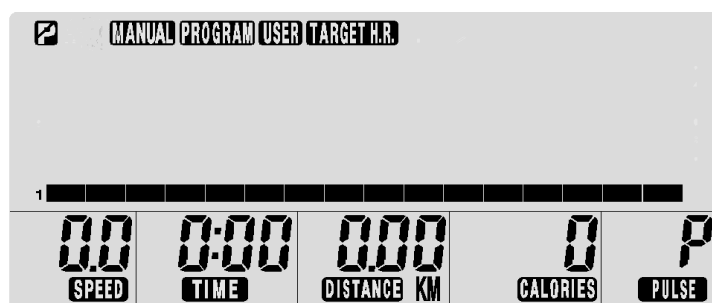 MANUAL PROGRAM USER TARGET H.R.
1
0.0 0:00 0.00 0 P
SPEED TIME DISTANCE KM CALORIES PULSE